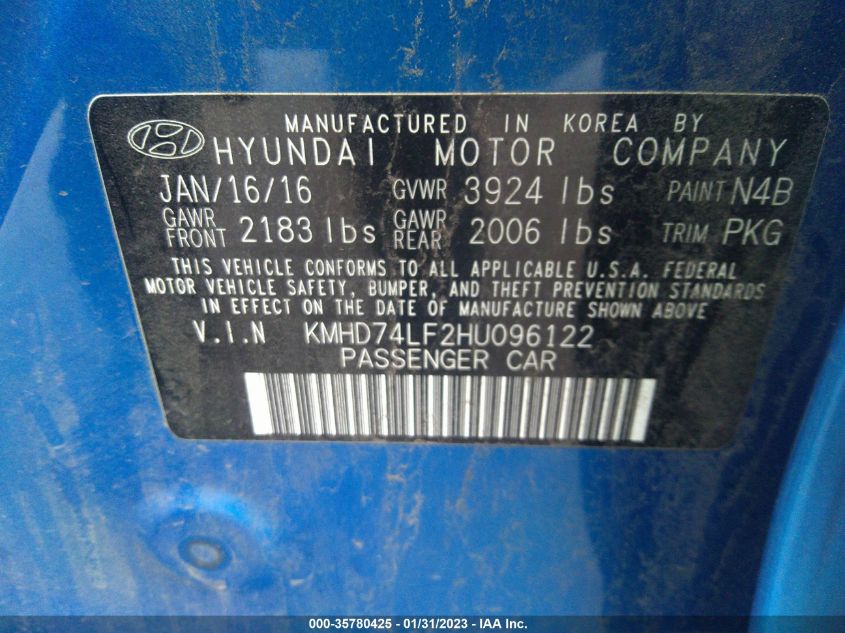 MANUFACTURED IN KOREA BY
HYUNDAI MOTOR COMPANY
JAN/16/16 GVWR 3924 lbs PAINT N4B
GAWR FRONT 2183 lbs GAWR REAR 2006 lbs TRIM PKG
THIS VEHICLE CONFORMS TO ALL APPLICABLE U.S.A. FEDERAL
MOTOR VEHICLE SAFETY, BUMPER, AND THEFT PREVENTION STANDARDS
IN EFFECT ON THE DATE OF MANUFACTURE SHOWN ABOVE.
V.I.N KMHD74LF2HU096122
PASSENGER CAR
000-35780425 - 01/31/2023 - IAA Inc.